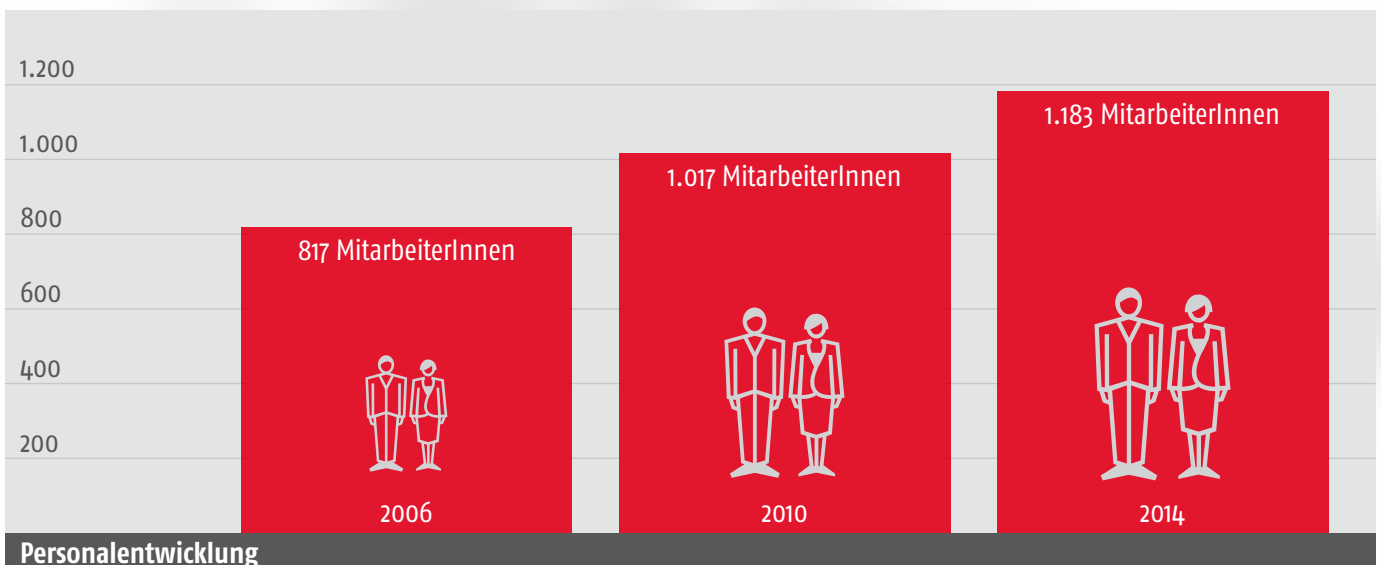 1.200
1.183 MitarbeiterInnen
1.000
1.017 MitarbeiterInnen
800
817 MitarbeiterInnen
600
400
200
2006
2010
2014
Personalentwicklung